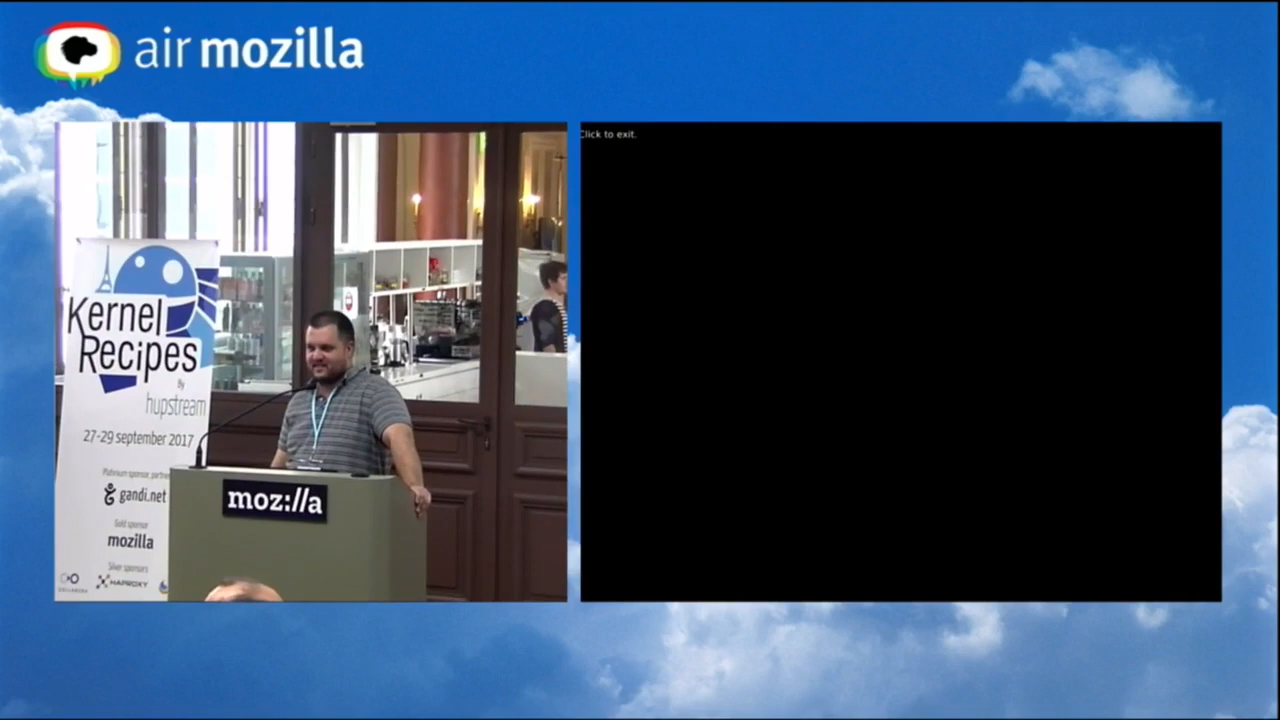 air mozilla
Click to exit.
Kernel
Recipes
By
hupstream
27-29 september 2017
Platinium sponsor, partner
gandi.net
Gold sponsor
mozilla
Silver sponsors
HAPROXY
moz://a